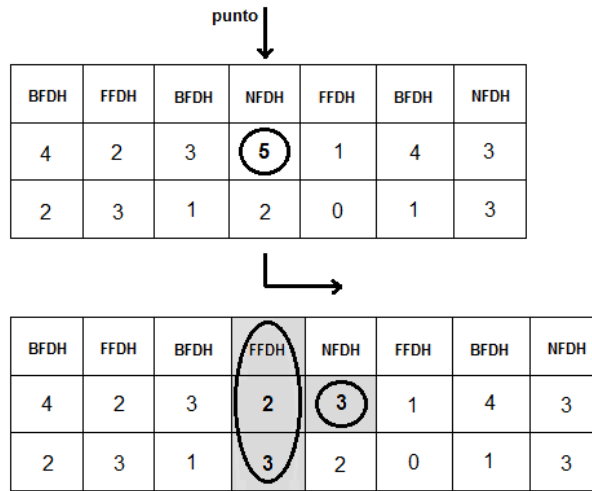 punto
BFDH FFDH BFDH NFDH FFDH BFDH NFDH
4 2 3 5 1 4 3
2 3 1 2 0 1 3
BFDH FFDH BFDH FFDH NFDH FFDH BFDH NFDH
4 2 3 2 3 1 4 3
2 3 1 3 2 0 1 3